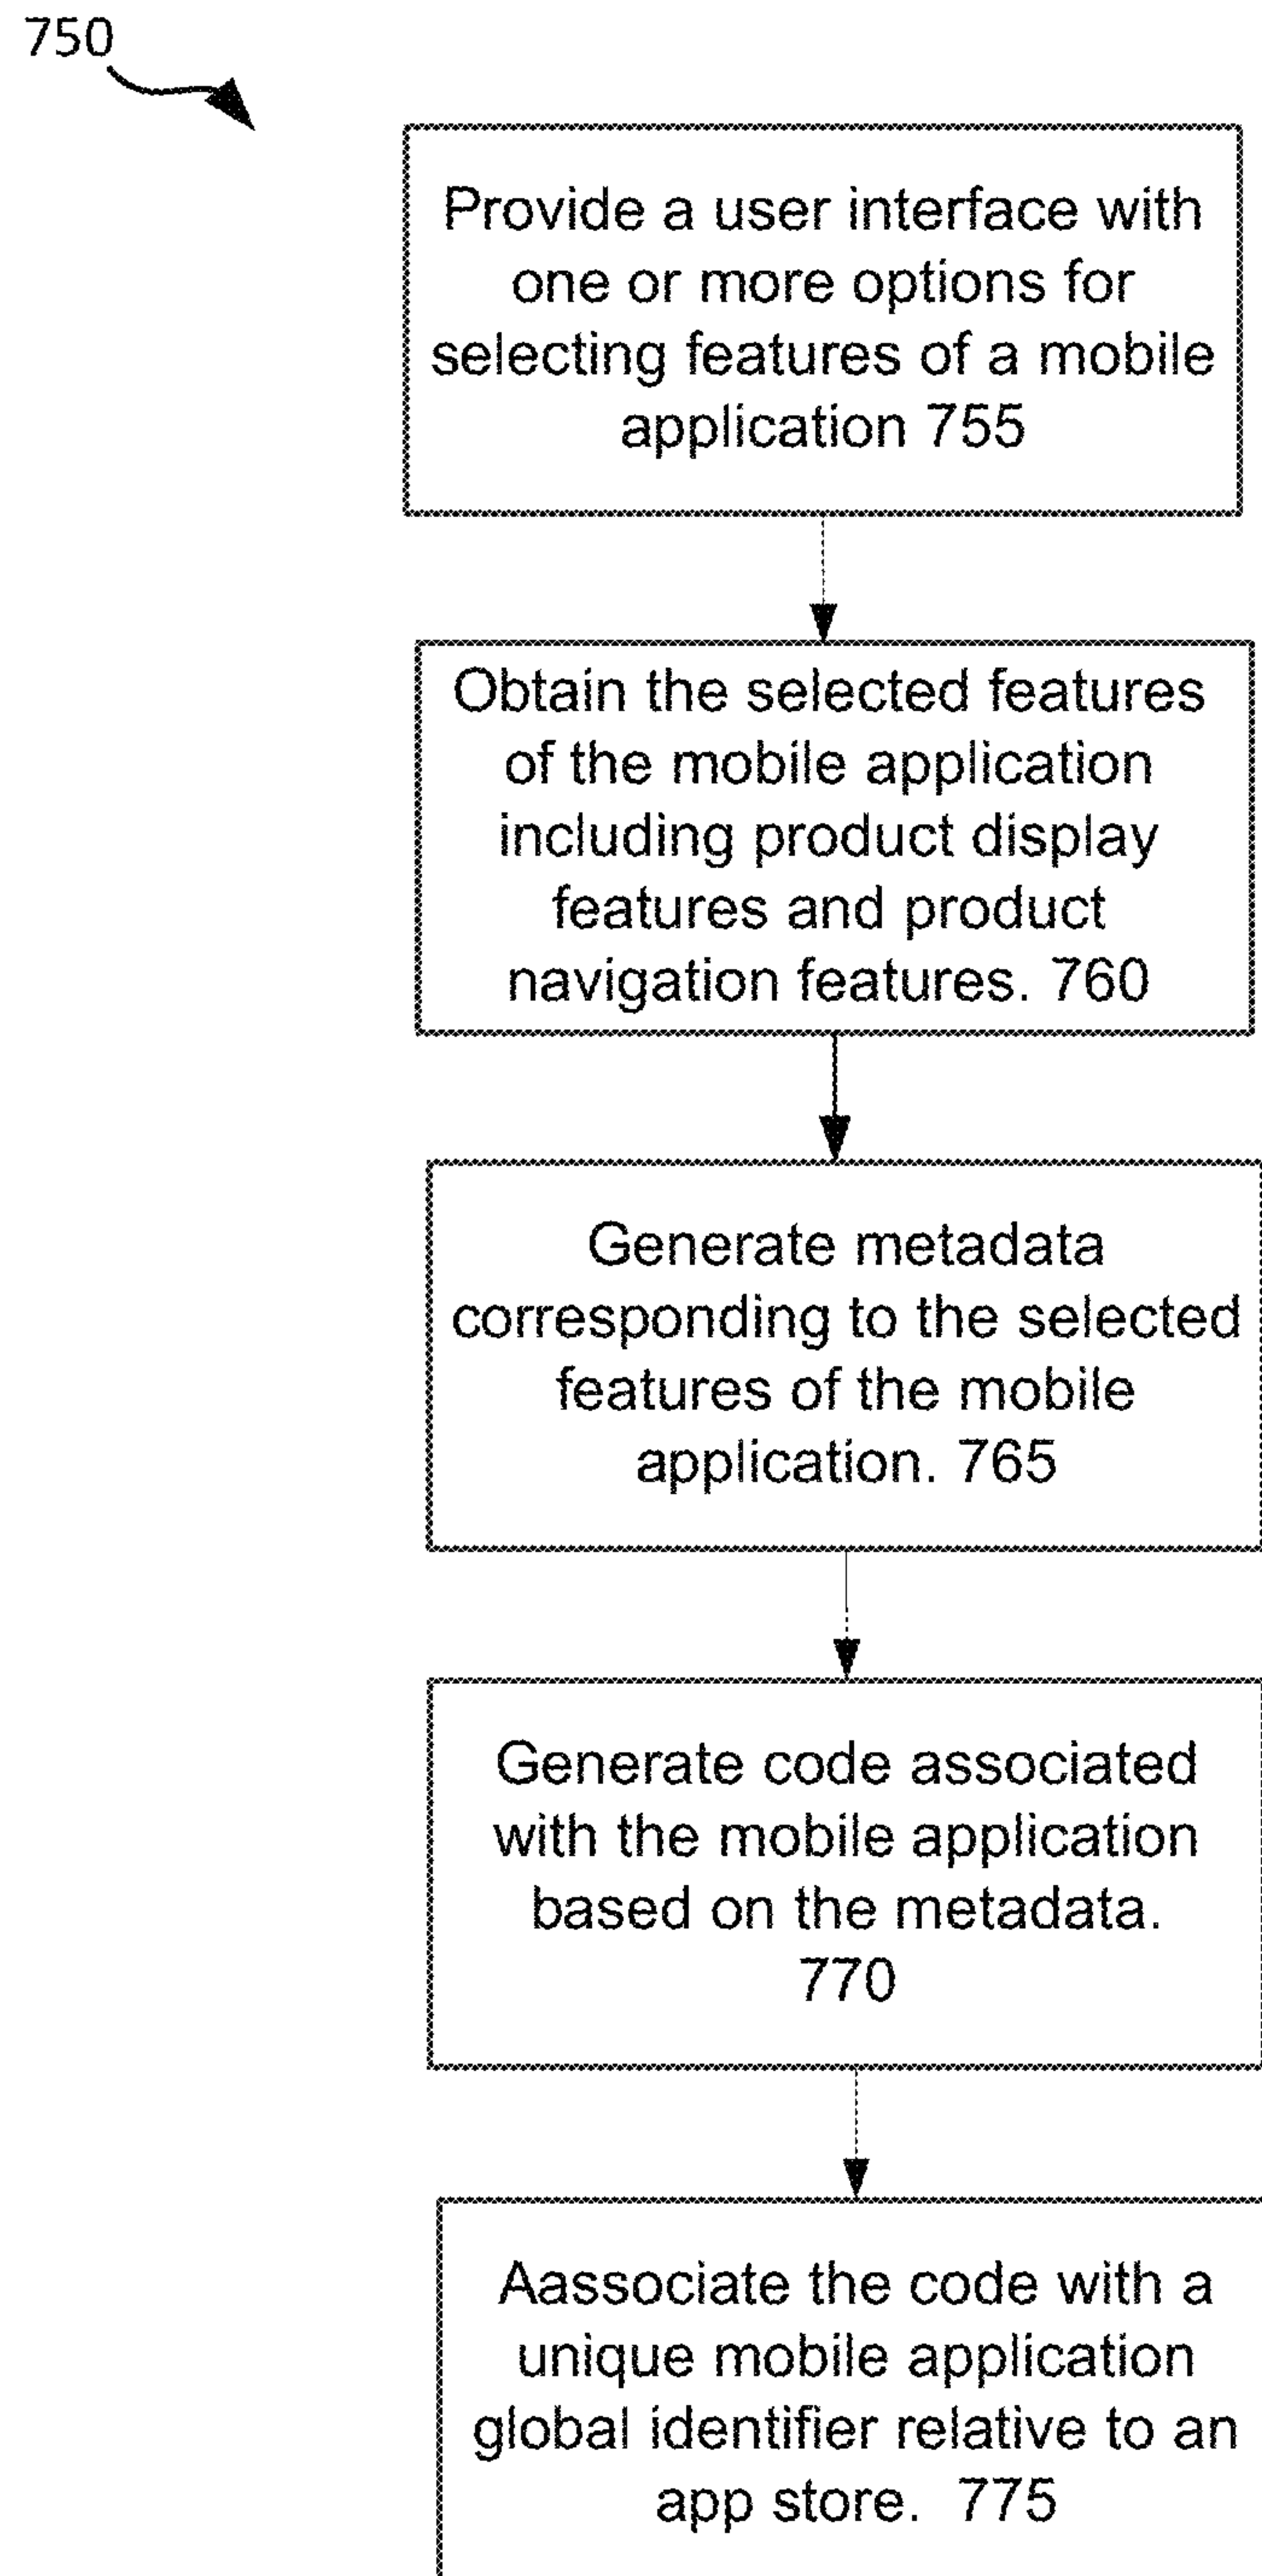 750
Provide a user interface with
one or more options for
selecting features of a mobile
application 755
Obtain the selected features
of the mobile application
including product display
features and product
navigation features. 760
Generate metadata
corresponding to the selected
features of the mobile
application. 765
Generate code associated
with the mobile application
based on the metadata.
770
Aassociate the code with a
unique mobile application
global identifier relative to an
app store. 775